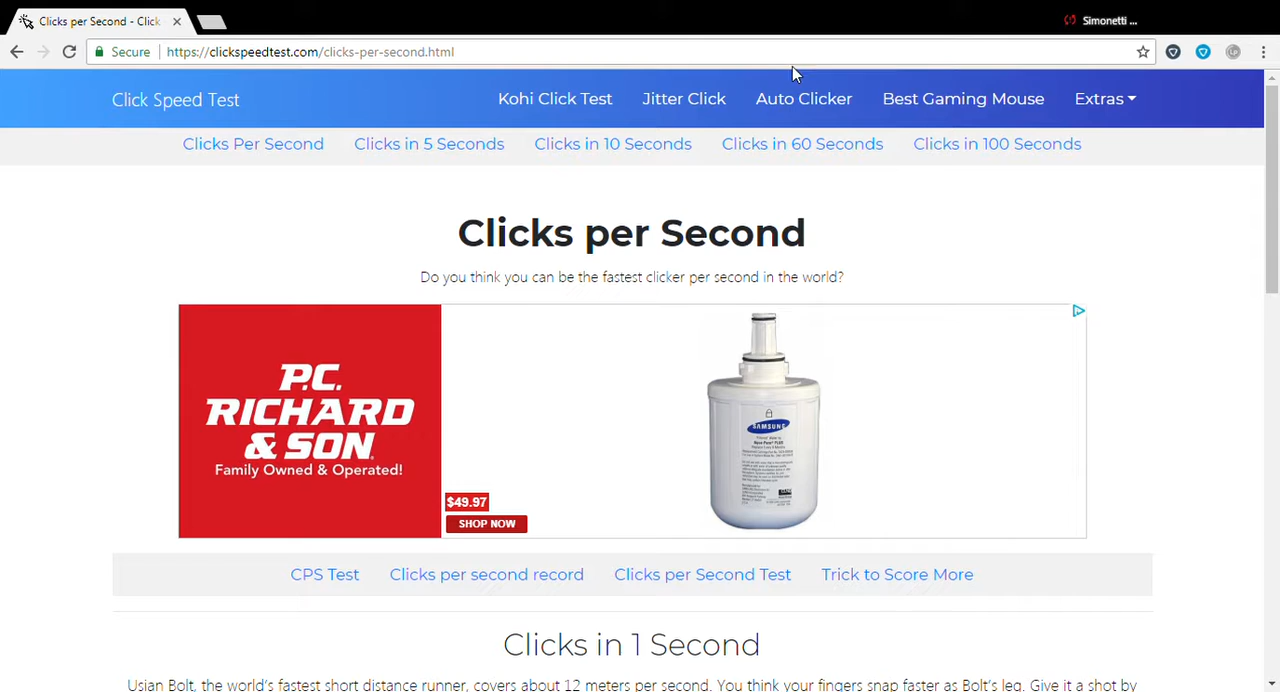 Clicks per Second - Click
Simonetti ...
Secure
https://clickspeedtest.com/clicks-per-second.html
Click Speed Test
Kohi Click Test
Jitter Click
Auto Clicker
Best Gaming Mouse
Extras
Clicks Per Second
Clicks in 5 Seconds
Clicks in 10 Seconds
Clicks in 60 Seconds
Clicks in 100 Seconds
Clicks per Second
Do you think you can be the fastest clicker per second in the world?
P.C.
RICHARD
& SON
Family Owned & Operated!
$49.97
SHOP NOW
SAMSUNG
CPS Test
Clicks per second record
Clicks per Second Test
Trick to Score More
Clicks in 1 Second
Usian Bolt, the world's fastest short distance runner, covers about 12 meters per second. You think your fingers snap faster as Bolt's leg. Give it a shot by